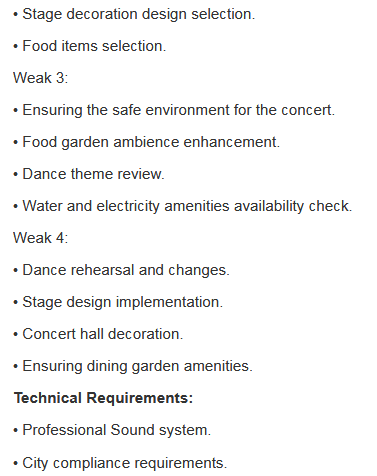 • Stage decoration design selection.
• Food items selection.
Weak 3:
• Ensuring the safe environment for the concert.
• Food garden ambience enhancement.
• Dance theme review.
• Water and electricity amenities availability check.
Weak 4:
• Dance rehearsal and changes.
• Stage design implementation.
• Concert hall decoration.
• Ensuring dining garden amenities.
Technical Requirements:
• Professional Sound system.
• City compliance requirements.